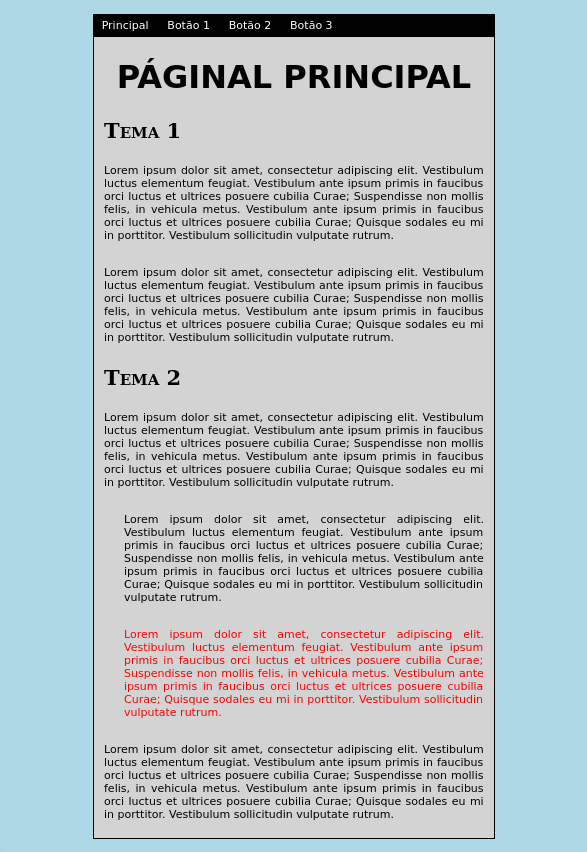 Principal Botão 1 Botão 2 Botão 3
PÁGINAL PRINCIPAL
Tema 1
Lorem ipsum dolor sit amet, consectetur adipiscing elit. Vestibulum
luctus elementum feugiat. Vestibulum ante ipsum primis in faucibus
orci luctus et ultrices posuere cubilia Curae; Suspendisse non mollis
felis, in vehicula metus. Vestibulum ante ipsum primis in faucibus
orci luctus et ultrices posuere cubilia Curae; Quisque sodales eu mi
in porttitor. Vestibulum sollicitudin vulputate rutrum.
Lorem ipsum dolor sit amet, consectetur adipiscing elit. Vestibulum
luctus elementum feugiat. Vestibulum ante ipsum primis in faucibus
orci luctus et ultrices posuere cubilia Curae; Suspendisse non mollis
felis, in vehicula metus. Vestibulum ante ipsum primis in faucibus
orci luctus et ultrices posuere cubilia Curae; Quisque sodales eu mi
in porttitor. Vestibulum sollicitudin vulputate rutrum.
Tema 2
Lorem ipsum dolor sit amet, consectetur adipiscing elit. Vestibulum
luctus elementum feugiat. Vestibulum ante ipsum primis in faucibus
orci luctus et ultrices posuere cubilia Curae; Suspendisse non mollis
felis, in vehicula metus. Vestibulum ante ipsum primis in faucibus
orci luctus et ultrices posuere cubilia Curae; Quisque sodales eu mi
in porttitor. Vestibulum sollicitudin vulputate rutrum.
Lorem ipsum dolor sit amet, consectetur adipiscing elit.
Vestibulum luctus elementum feugiat. Vestibulum ante ipsum
primis in faucibus orci luctus et ultrices posuere cubilia Curae;
Suspendisse non mollis felis, in vehicula metus. Vestibulum ante
ipsum primis in faucibus orci luctus et ultrices posuere cubilia
Curae; Quisque sodales eu mi in porttitor. Vestibulum sollicitudin
vulputate rutrum.
Lorem ipsum dolor sit amet, consectetur adipiscing elit.
Vestibulum luctus elementum feugiat. Vestibulum ante ipsum
primis in faucibus orci luctus et ultrices posuere cubilia Curae;
Suspendisse non mollis felis, in vehicula metus. Vestibulum ante
ipsum primis in faucibus orci luctus et ultrices posuere cubilia
Curae; Quisque sodales eu mi in porttitor. Vestibulum sollicitudin
vulputate rutrum.
Lorem ipsum dolor sit amet, consectetur adipiscing elit. Vestibulum
luctus elementum feugiat. Vestibulum ante ipsum primis in faucibus
orci luctus et ultrices posuere cubilia Curae; Suspendisse non mollis
felis, in vehicula metus. Vestibulum ante ipsum primis in faucibus
orci luctus et ultrices posuere cubilia Curae; Quisque sodales eu mi
in porttitor. Vestibulum sollicitudin vulputate rutrum.